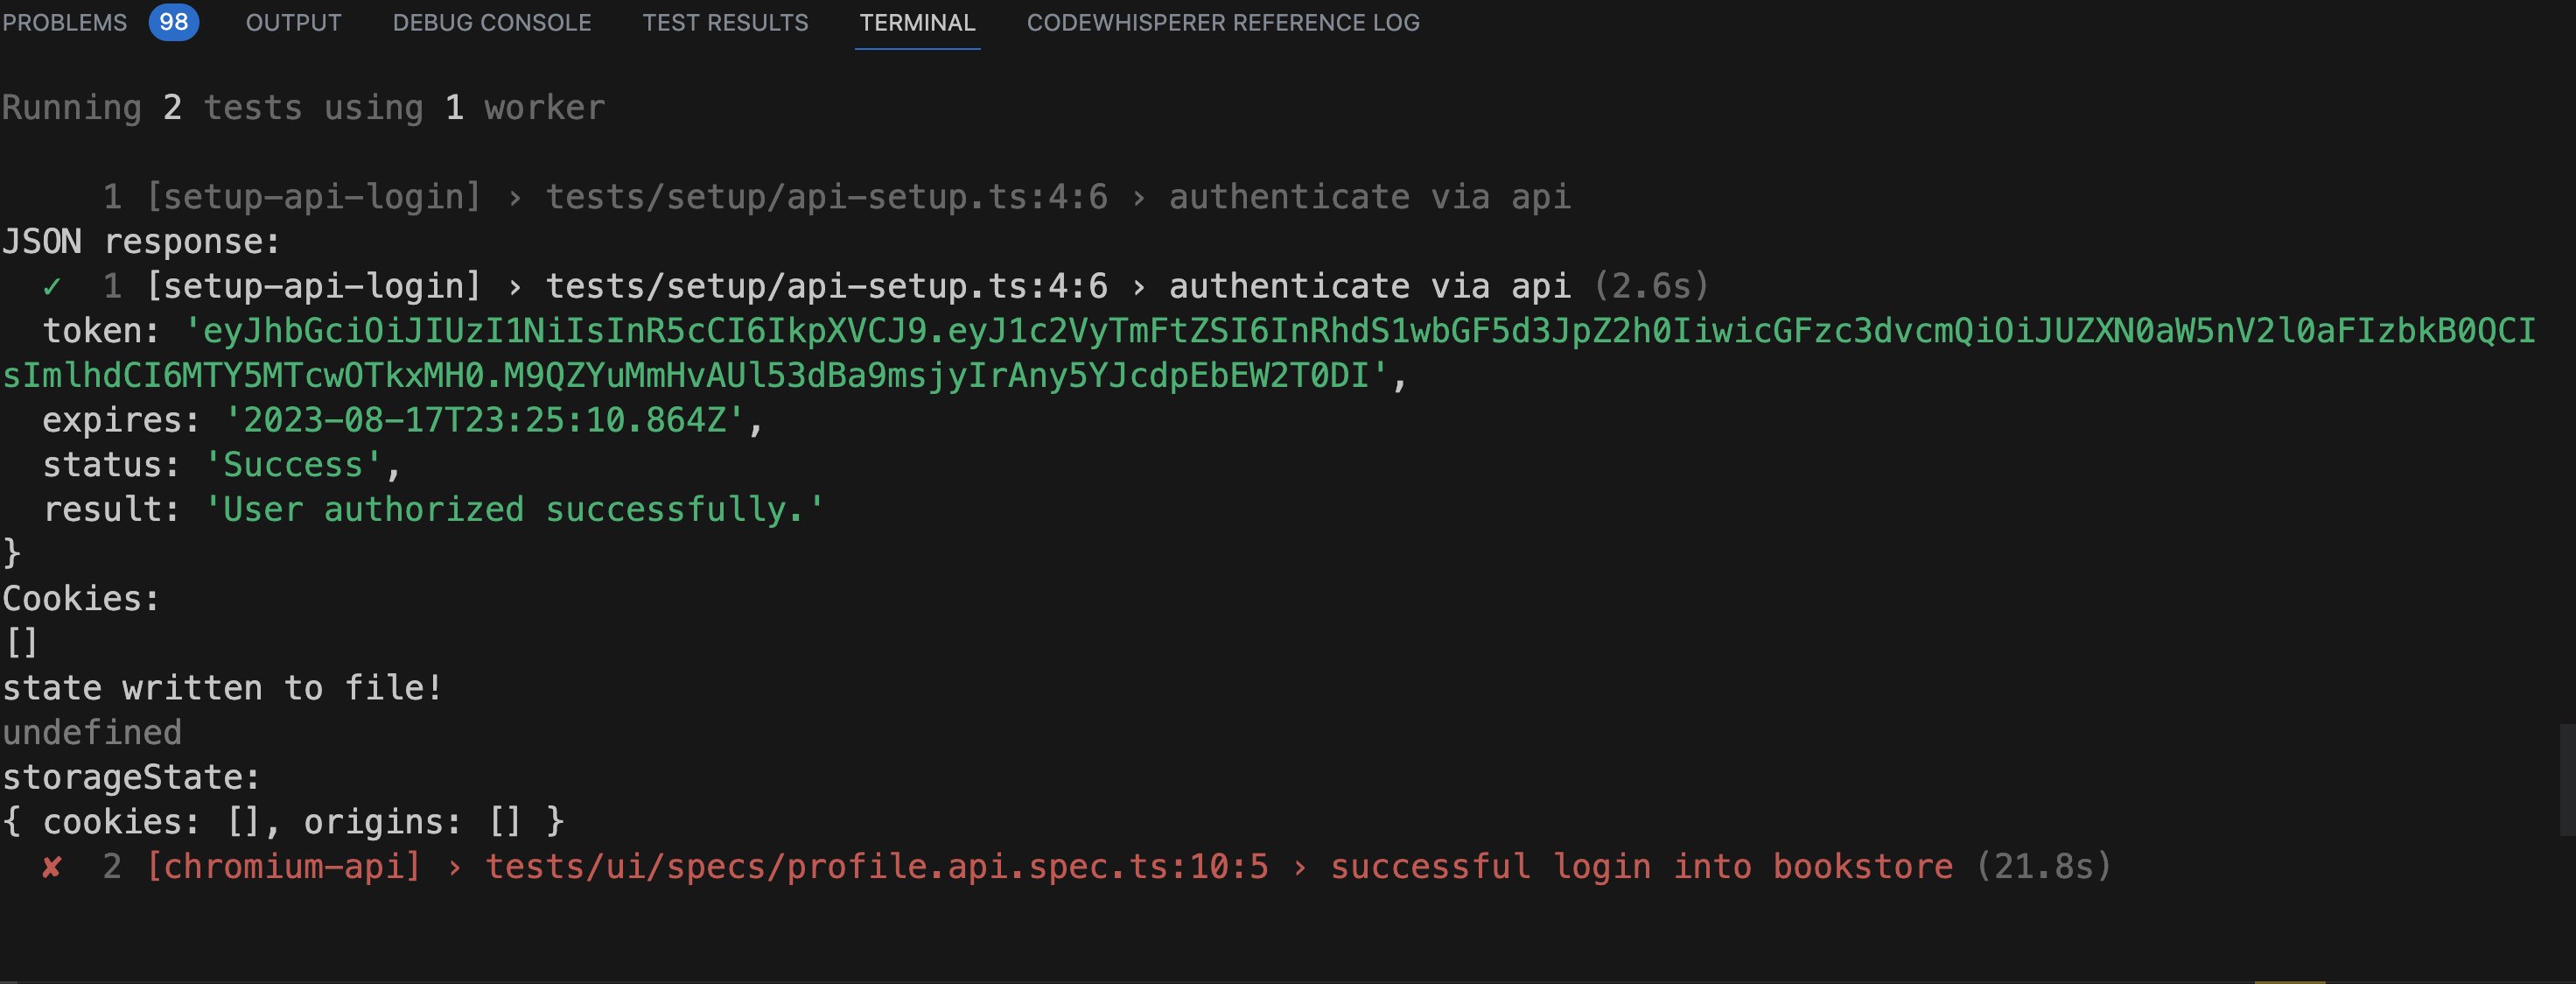 PROBLEMS 98 OUTPUT DEBUG CONSOLE TEST RESULTS TERMINAL CODEWHISPERER REFERENCE LOG
Running 2 tests using 1 worker
1 [setup-api-login] › tests/setup/api-setup.ts:4:6 › authenticate via api
JSON response:
✓ 1 [setup-api-login] › tests/setup/api-setup.ts:4:6 › authenticate via api (2.6s)
token: 'eyJhbGciOiJIUzI1NiIsInR5cCI6IkpXVCJ9.eyJ1c2VyTmFtZSI6InRhdS1wbGF5d3JpZ2h0IiwicGFzc3dvcmQiOiJUZXN0aW5nV2l0aFIzbkB0QCI
sImlhdCI6MTY5MTcwOTkxMH0.M9QZYuMmHvAUl53dBa9msjyIrAny5YJcdpEbEW2T0DI',
expires: '2023-08-17T23:25:10.864Z',
status: 'Success',
result: 'User authorized successfully.'
}
Cookies:
[]
state written to file!
undefined
storageState:
{ cookies: [], origins: [] }
✘ 2 [chromium-api] › tests/ui/specs/profile.api.spec.ts:10:5 › successful login into bookstore (21.8s)